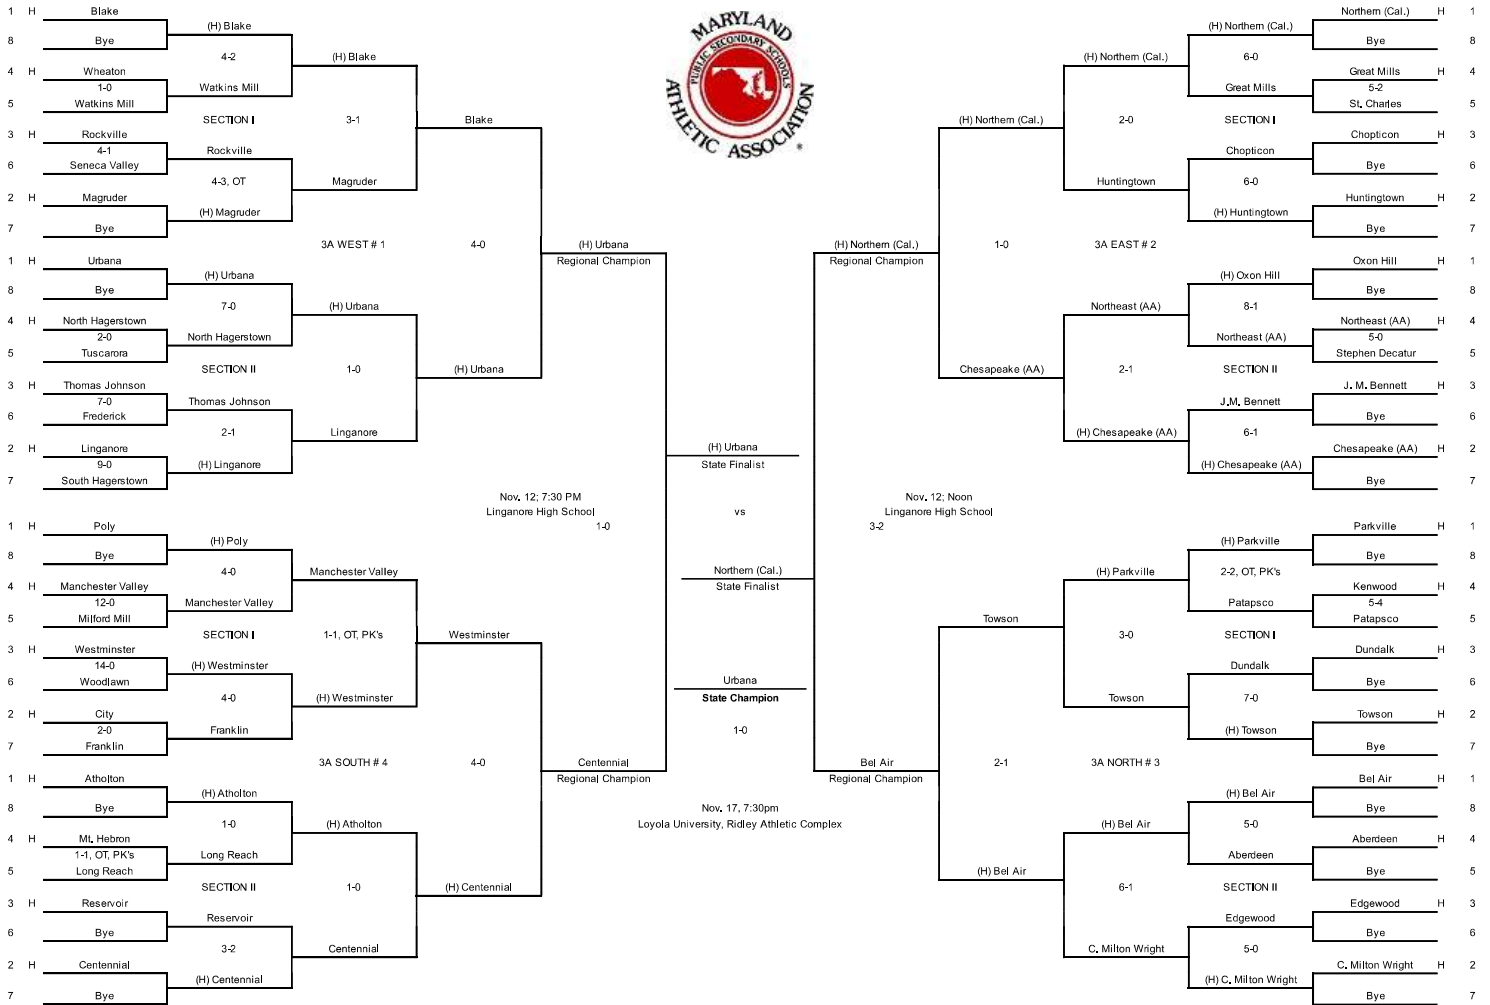 MARYLAND
PUBLIC SECONDARY SCHOOLS
ATHLETIC ASSOCIATION
®
1 H Blake
(H) Blake
8 Bye
4-2
(H) Blake
4 H Wheaton
1-0
Watkins Mill
5 Watkins Mill
SECTION I
3-1
Blake
3 H Rockville
4-1
Rockville
6 Seneca Valley
4-3, OT
Magruder
2 H Magruder
(H) Magruder
7 Bye
3A WEST # 1
4-0
(H) Urbana
Regional Champion
1 H Urbana
(H) Urbana
8 Bye
7-0
(H) Urbana
4 H North Hagerstown
2-0
North Hagerstown
5 Tuscarora
SECTION II
1-0
(H) Urbana
3 H Thomas Johnson
7-0
Thomas Johnson
6 Frederick
2-1
Linganore
2 H Linganore
9-0
(H) Linganore
7 South Hagerstown
Nov. 12; 7:30 PM
Linganore High School
1-0
1 H Poly
(H) Poly
8 Bye
4-0
Manchester Valley
4 H Manchester Valley
12-0
Manchester Valley
5 Milford Mill
SECTION I
1-1, OT, PK's
Westminster
3 H Westminster
14-0
(H) Westminster
6 Woodlawn
4-0
(H) Westminster
2 H City
2-0
Franklin
7 Franklin
3A SOUTH # 4
4-0
Centennial
Regional Champion
1 H Atholton
(H) Atholton
8 Bye
1-0
(H) Atholton
4 H Mt. Hebron
1-1, OT, PK's
Long Reach
5 Long Reach
SECTION II
1-0
(H) Centennial
3 H Reservoir
Reservoir
6 Bye
3-2
Centennial
2 H Centennial
(H) Centennial
7 Bye
(H) Urbana
State Finalist
vs
Northern (Cal.)
State Finalist
Urbana
State Champion
1-0
Nov. 17, 7:30pm
Loyola University, Ridley Athletic Complex
Northern (Cal.) H 1
(H) Northern (Cal.)
Bye 8
6-0
(H) Northern (Cal.)
Great Mills H 4
5-2
Great Mills
St. Charles 5
SECTION I
2-0
(H) Northern (Cal.)
Chopticon H 3
Chopticon
Bye 6
6-0
Huntingtown
Huntingtown H 2
(H) Huntingtown
Bye 7
3A EAST # 2
1-0
(H) Northern (Cal.)
Regional Champion
Oxon Hill H 1
(H) Oxon Hill
Bye 8
8-1
Northeast (AA)
Northeast (AA) H 4
5-0
Northeast (AA)
Stephen Decatur 5
SECTION II
2-1
Chesapeake (AA)
J. M. Bennett H 3
J.M. Bennett
Bye 6
6-1
(H) Chesapeake (AA)
Chesapeake (AA) H 2
(H) Chesapeake (AA)
Bye 7
Nov. 12; Noon
Linganore High School
3-2
Parkville H 1
(H) Parkville
Bye 8
2-2, OT, PK's
(H) Parkville
Kenwood H 4
5-4
Patapsco
Patapsco 5
SECTION I
3-0
Towson
Dundalk H 3
Dundalk
Bye 6
7-0
Towson
Towson H 2
(H) Towson
Bye 7
3A NORTH # 3
2-1
Bel Air
Regional Champion
Bel Air H 1
(H) Bel Air
Bye 8
5-0
(H) Bel Air
Aberdeen H 4
Aberdeen
Bye 5
SECTION II
6-1
(H) Bel Air
Edgewood H 3
Edgewood
Bye 6
5-0
C. Milton Wright
C. Milton Wright H 2
(H) C. Milton Wright
Bye 7